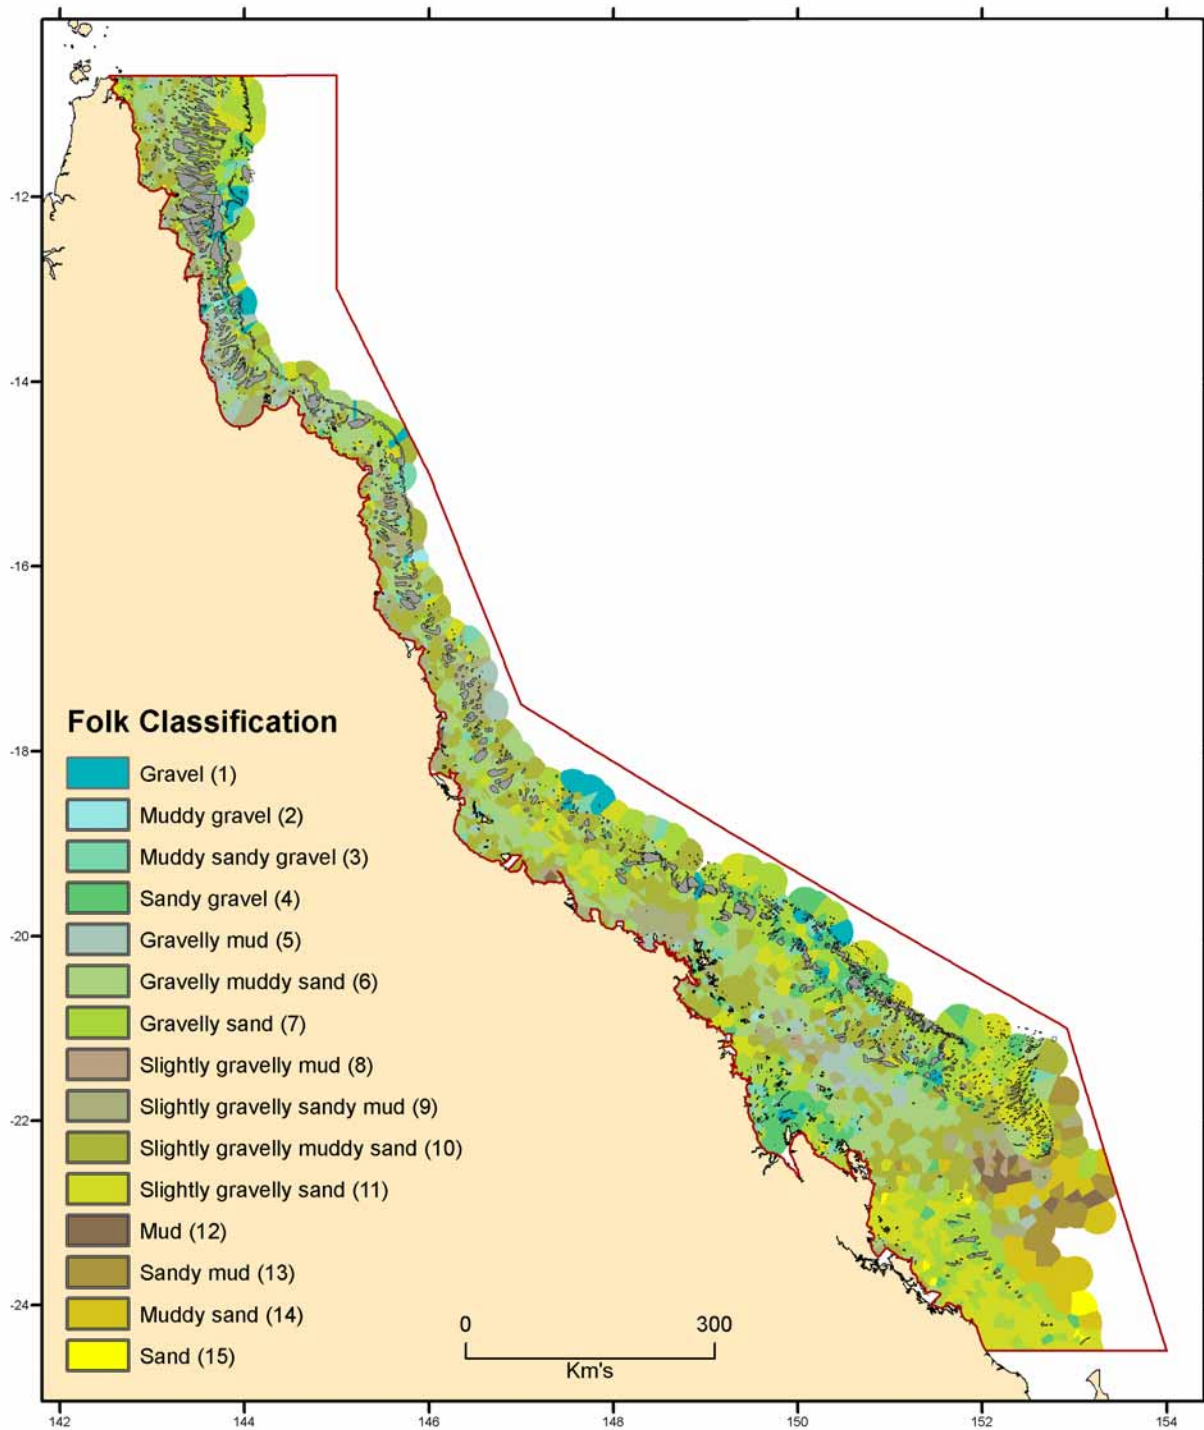 -12
-14
-16
-18
-20
-22
-24
Folk Classification
Gravel (1)
Muddy gravel (2)
Muddy sandy gravel (3)
Sandy gravel (4)
Gravelly mud (5)
Gravelly muddy sand (6)
Gravelly sand (7)
Slightly gravelly mud (8)
Slightly gravelly sandy mud (9)
Slightly gravelly muddy sand (10)
Slightly gravelly sand (11)
Mud (12)
Sandy mud (13)
Muddy sand (14)
Sand (15)
0 300
Km's
142 144 146 148 150 152 154